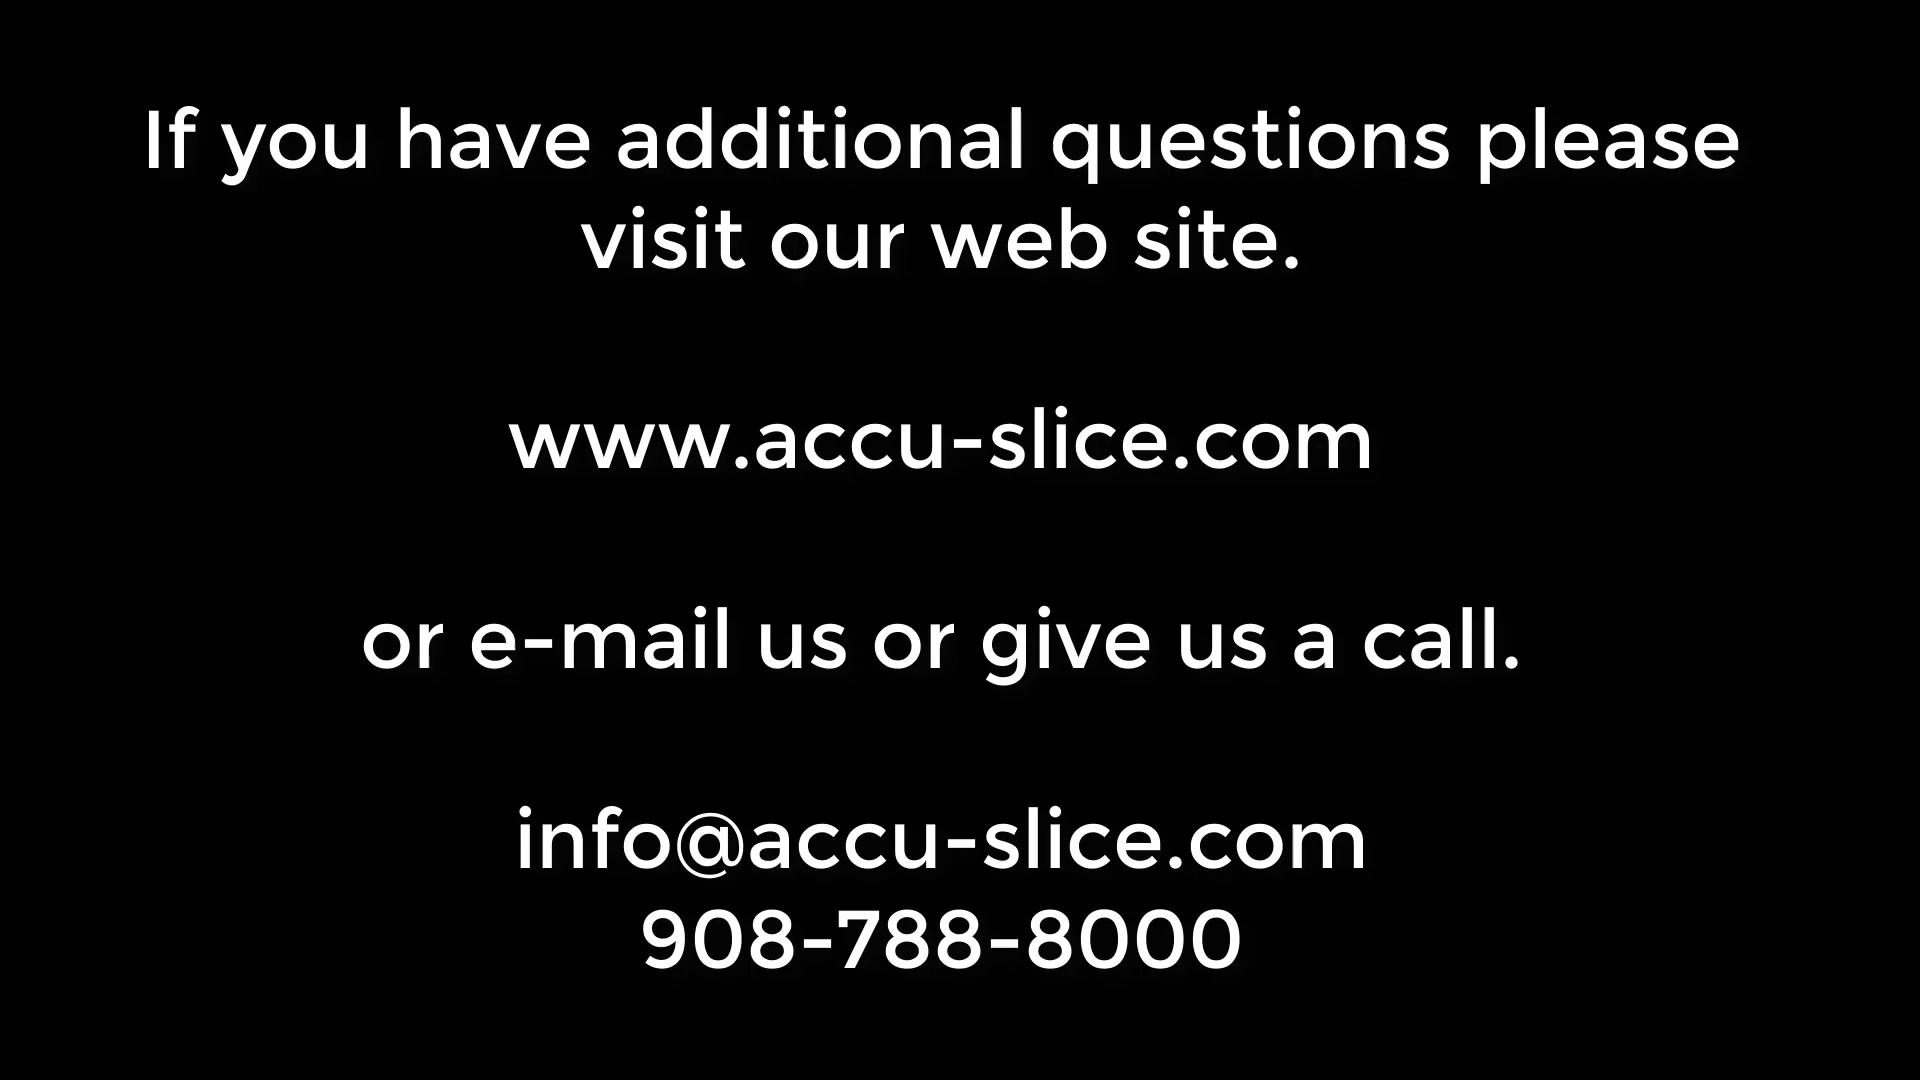 If you have additional questions please
visit our web site.
www.accu-slice.com
or e-mail us or give us a call.
info@accu-slice.com
908-788-8000